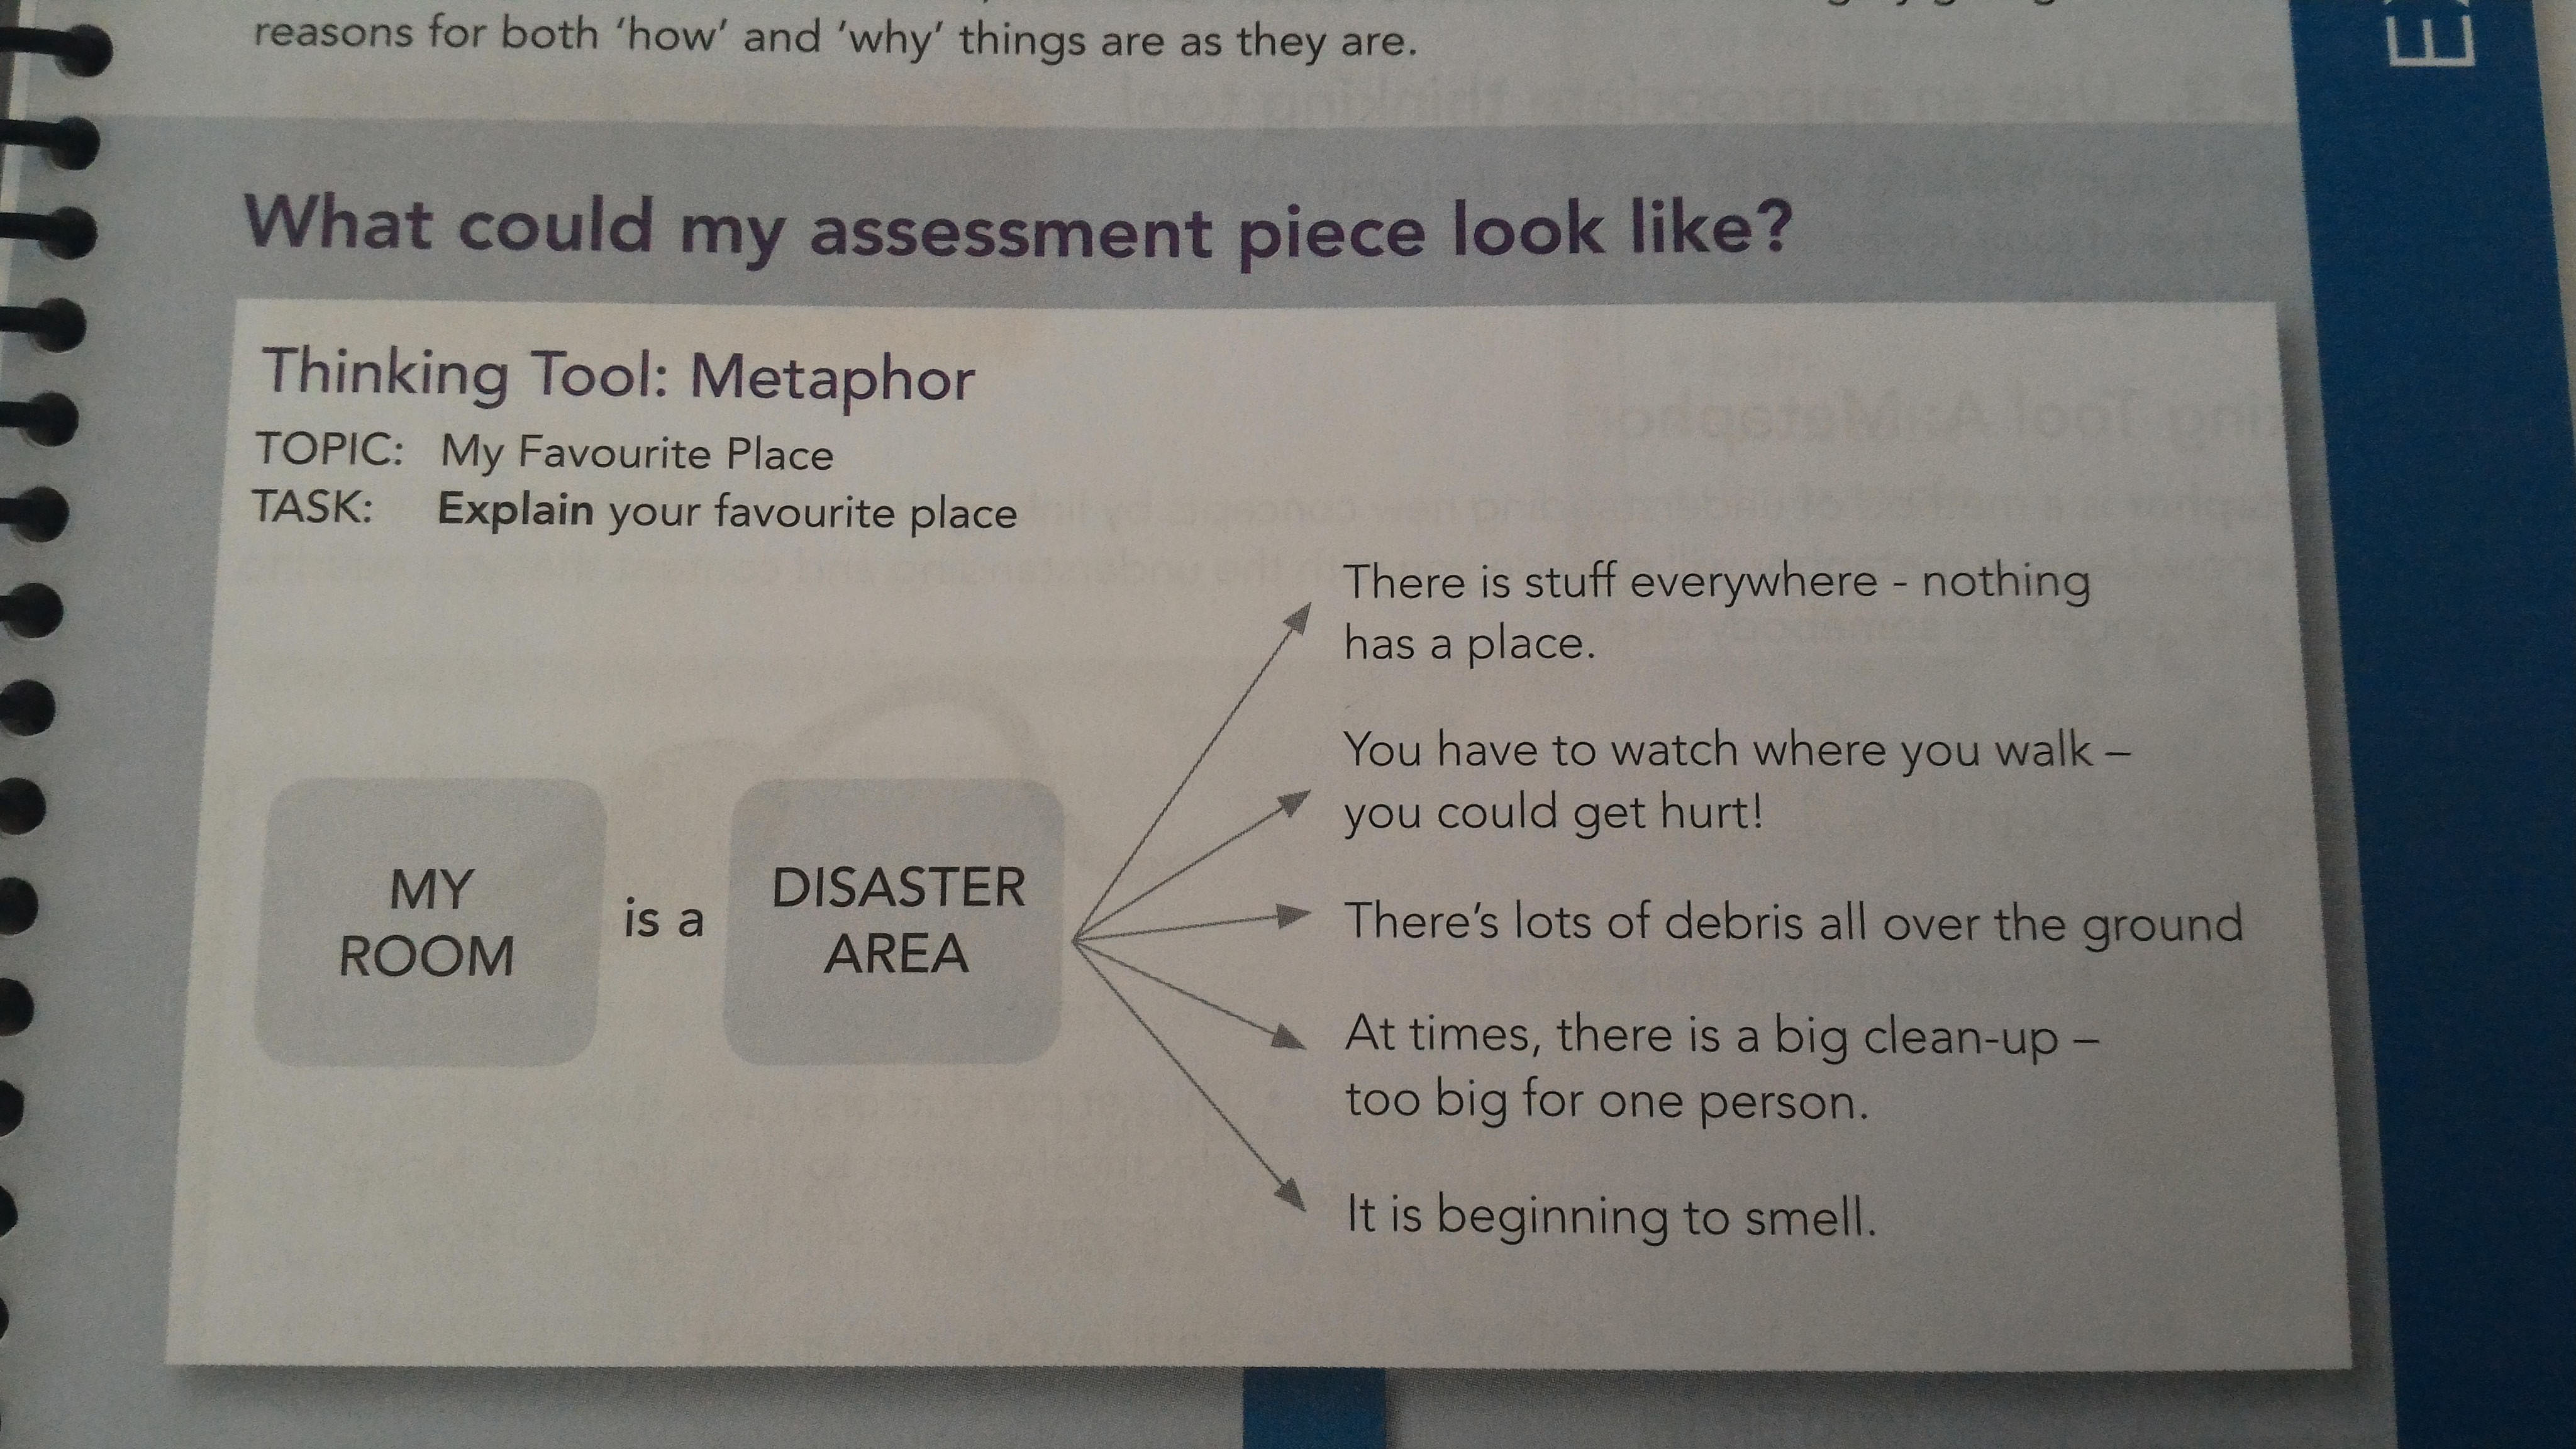 reasons for both ‘how’ and ‘why’ things are as they are.
What could my assessment piece look like?
Thinking Tool: Metaphor
TOPIC: My Favourite Place
TASK: Explain your favourite place
There is stuff everywhere - nothing
has a place.
You have to watch where you walk –
you could get hurt!
MY
ROOM
is a
DISASTER
AREA
There’s lots of debris all over the ground
At times, there is a big clean-up –
too big for one person.
It is beginning to smell.